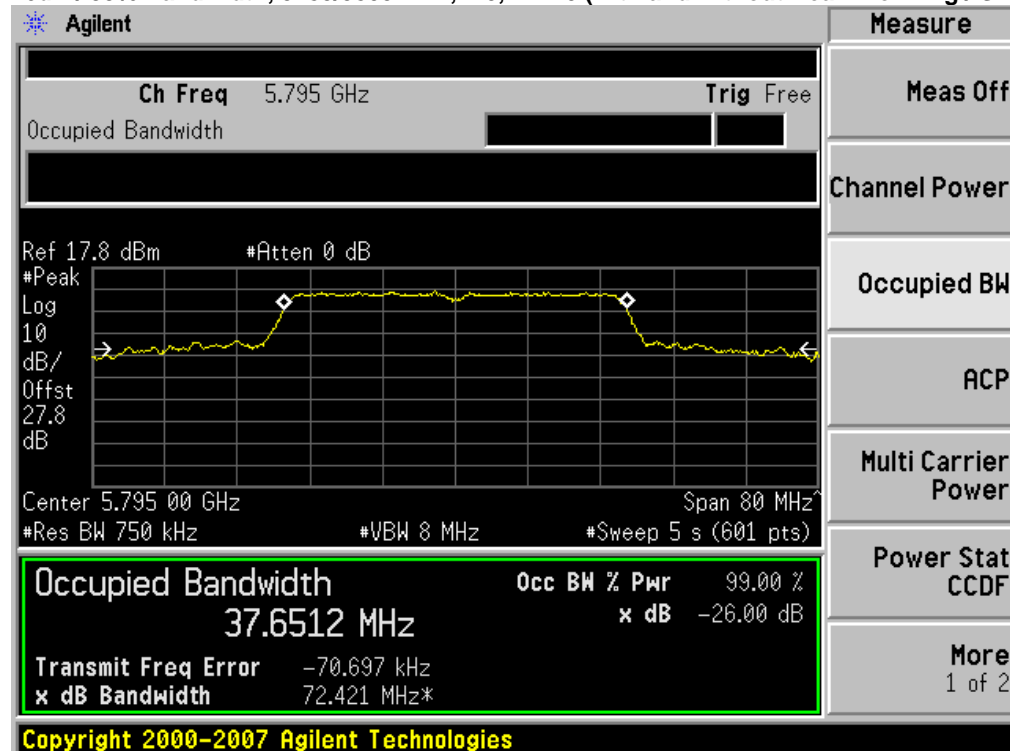 Agilent
Measure
Ch Freq 5.795 GHz Trig Free
Occupied Bandwidth
Meas Off
Channel Power
Occupied BW
ACP
Multi Carrier
Power
Power Stat
CCDF
More
1 of 2
Ref 17.8 dBm #Atten 0 dB
#Peak
Log
10
dB/
Offst
27.8
dB
Center 5.795 00 GHz Span 80 MHz^
#Res BW 750 kHz #VBW 8 MHz #Sweep 5 s (601 pts)
Occupied Bandwidth Occ BW % Pwr 99.00 %
37.6512 MHz x dB -26.00 dB
Transmit Freq Error -70.697 kHz
x dB Bandwidth 72.421 MHz*
Copyright 2000-2007 Agilent Technologies